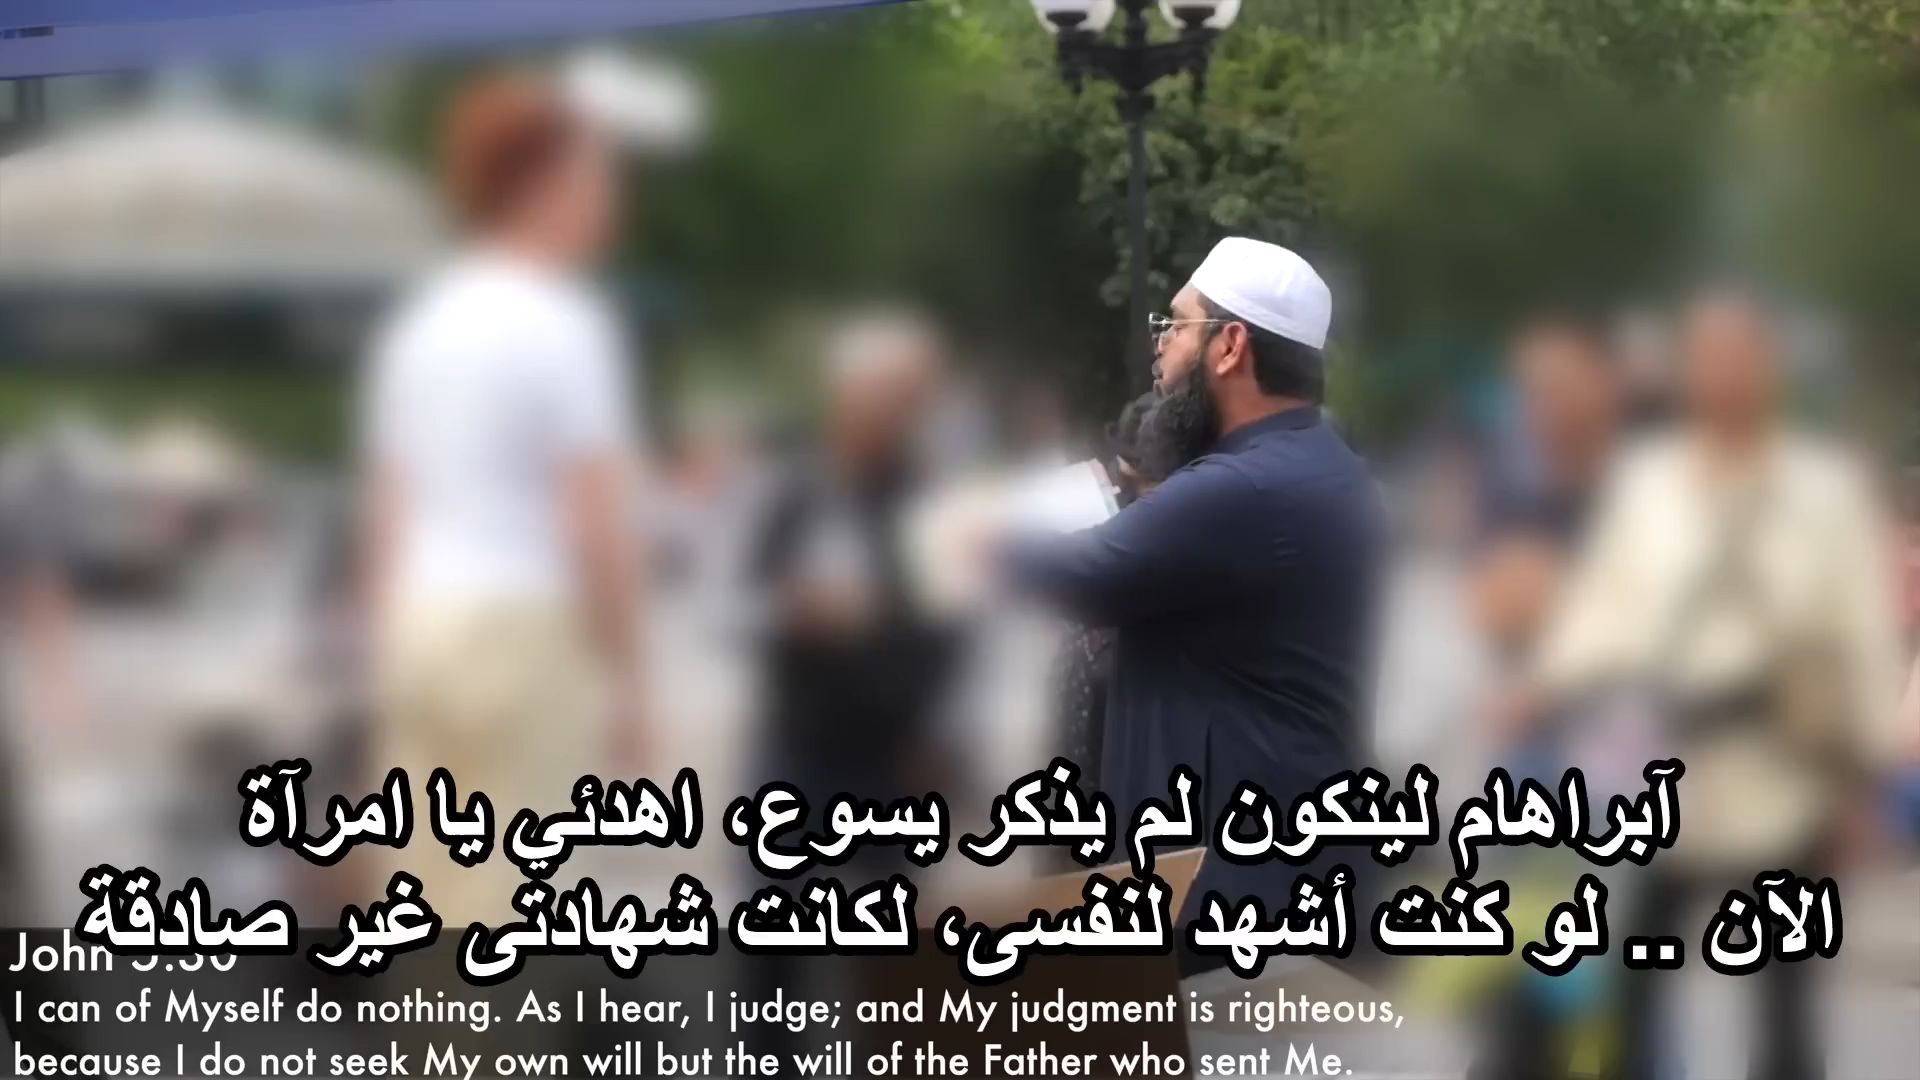 آبراهام لينكون لم يذكر يسوع، اهدئي يا امرآة
الآن .. لو كنت أشهد لنفسى، لكانت شهادتى غير صادقة
John 5:30
I can of Myself do nothing. As I hear, I judge; and My judgment is righteous,
because I do not seek My own will but the will of the Father who sent Me.